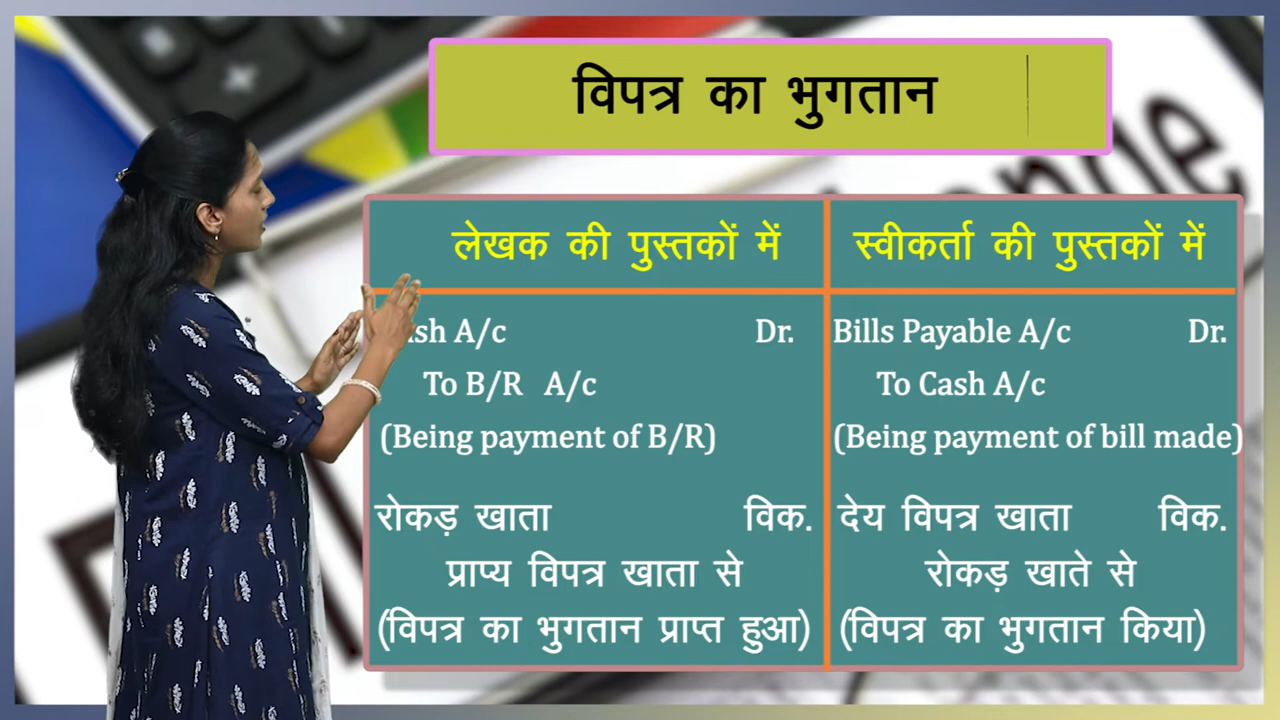 विपत्र का भुगतान
लेखक की पुस्तकों में
स्वीकर्ता की पुस्तकों में
A/c Dr.
To B/R A/c
(Being payment of B/R)
रोकड़ खाता विक.
प्राप्य विपत्र खाता से
(विपत्र का भुगतान प्राप्त हुआ)
Bills Payable A/c Dr.
To Cash A/c
(Being payment of bill made)
देय विपत्र खाता विक.
रोकड़ खाते से
(विपत्र का भुगतान किया)